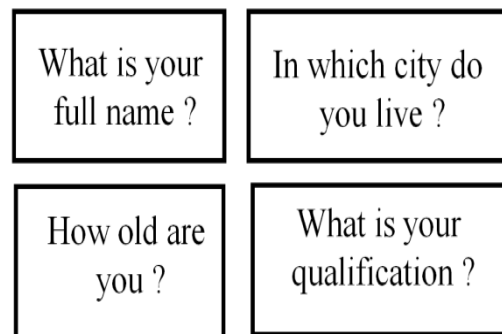 What is your
full name ?
In which city do
you live ?
How old are
you ?
What is your
qualification ?